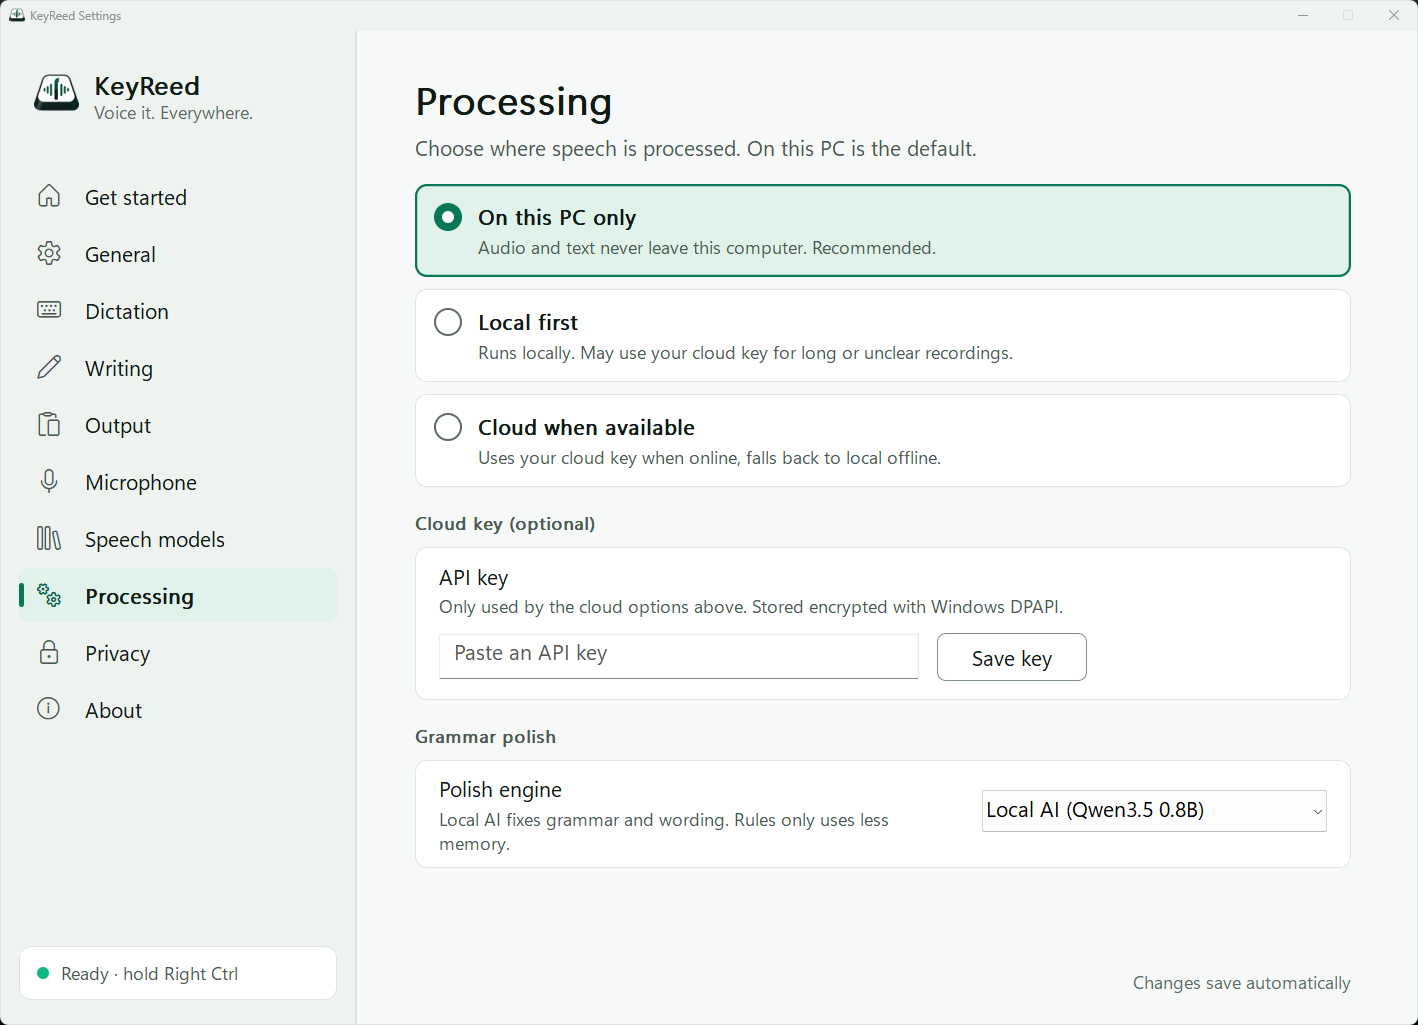 KeyReed Settings
KeyReed
Voice it. Everywhere.
Get started
General
Dictation
Writing
Output
Microphone
Speech models
Processing
Privacy
About
Ready · hold Right Ctrl
Processing
Choose where speech is processed. On this PC is the default.
On this PC only
Audio and text never leave this computer. Recommended.
Local first
Runs locally. May use your cloud key for long or unclear recordings.
Cloud when available
Uses your cloud key when online, falls back to local offline.
Cloud key (optional)
API key
Only used by the cloud options above. Stored encrypted with Windows DPAPI.
Paste an API key
Save key
Grammar polish
Polish engine
Local AI fixes grammar and wording. Rules only uses less
memory.
Local AI (Qwen3.5 0.8B)
Changes save automatically